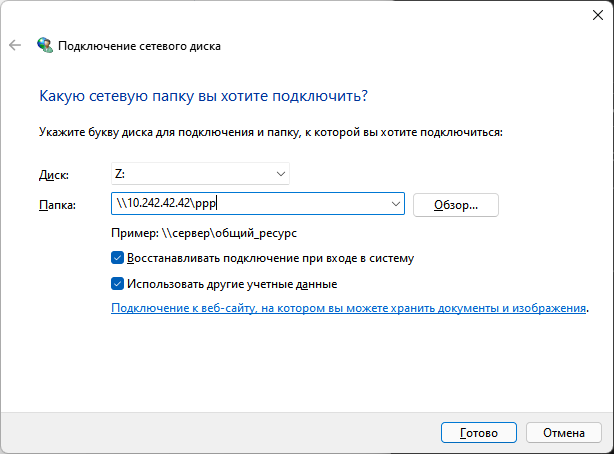 Подключение сетевого диска
Какую сетевую папку вы хотите подключить?
Укажите букву диска для подключения и папку, к которой вы хотите подключиться:
Диск: Z:
Папка: \\10.242.42.42\ppp Обзор...
Пример: \\сервер\общий_ресурс
Восстанавливать подключение при входе в систему
Использовать другие учетные данные
Подключение к веб-сайту, на котором вы можете хранить документы и изображения.
Готово Отмена